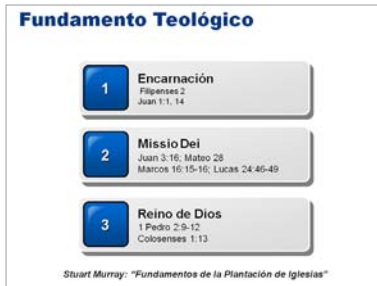 Fundamento Teológico
1
Encarnación
Filipenses 2
Juan 1:1, 14
2
Missio Dei
Juan 3:16; Mateo 28
Marcos 16:15-16; Lucas 24:46-49
3
Reino de Dios
1 Pedro 2:9-12
Colosenses 1:13
Stuart Murray: "Fundamentos de la Plantación de Iglesias"